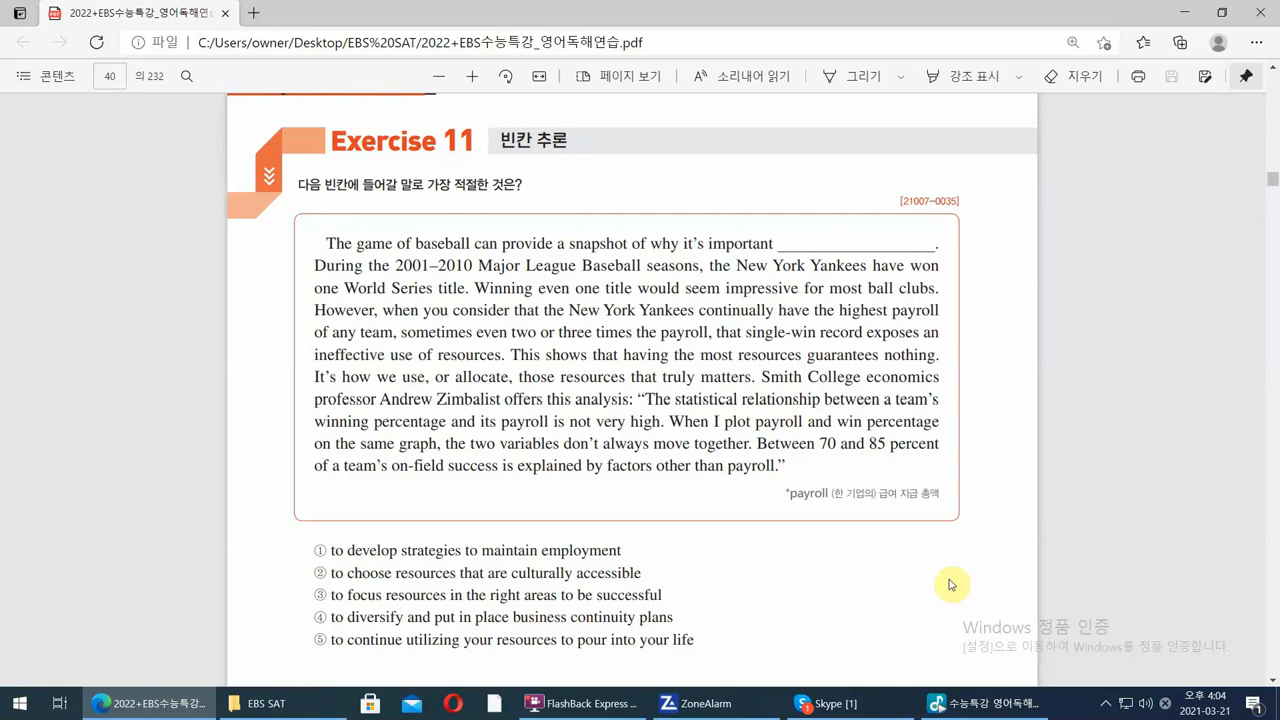 2022+EBS수능특강_영어독해연습
파일 C:/Users/owner/Desktop/EBS%20SAT/2022+EBS수능특강_영어독해연습.pdf
콘텐츠 40 의 232 페이지 보기 소리내어 읽기 그리기 강조 표시 지우기
Exercise 11 빈칸 추론
다음 빈칸에 들어갈 말로 가장 적절한 것은?
[21007-0035]
The game of baseball can provide a snapshot of why it's important ____________________.
During the 2001–2010 Major League Baseball seasons, the New York Yankees have won
one World Series title. Winning even one title would seem impressive for most ball clubs.
However, when you consider that the New York Yankees continually have the highest payroll
of any team, sometimes even two or three times the payroll, that single-win record exposes an
ineffective use of resources. This shows that having the most resources guarantees nothing.
It's how we use, or allocate, those resources that truly matters. Smith College economics
professor Andrew Zimbalist offers this analysis: “The statistical relationship between a team's
winning percentage and its payroll is not very high. When I plot payroll and win percentage
on the same graph, the two variables don't always move together. Between 70 and 85 percent
of a team's on-field success is explained by factors other than payroll.”
*payroll (한 기업의) 급여 지급 총액
① to develop strategies to maintain employment
② to choose resources that are culturally accessible
③ to focus resources in the right areas to be successful
④ to diversify and put in place business continuity plans
⑤ to continue utilizing your resources to pour into your life
Windows 정품 인증
[설정]으로 이동하여 Windows를 정품 인증합니다.
2022+EBS수능특강_... EBS SAT FlashBack Express ... ZoneAlarm Skype [1] 수능특강 영어독해... 오후 4:04
2021-03-21